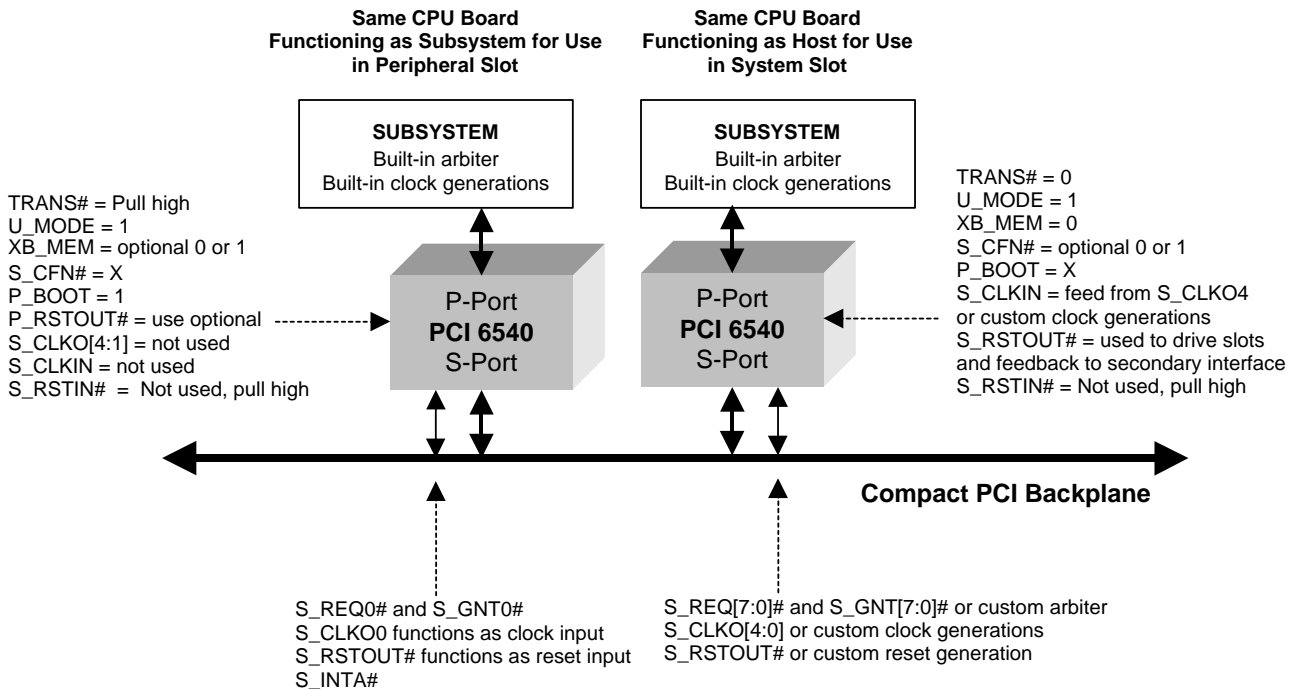 Same CPU Board
Functioning as Subsystem for Use
in Peripheral Slot
Same CPU Board
Functioning as Host for Use
in System Slot
SUBSYSTEM
Built-in arbiter
Built-in clock generations
SUBSYSTEM
Built-in arbiter
Built-in clock generations
TRANS# = Pull high
U_MODE = 1
XB_MEM = optional 0 or 1
S_CFN# = X
P_BOOT = 1
P_RSTOUT# = use optional
S_CLKO[4:1] = not used
S_CLKIN = not used
S_RSTIN# = Not used, pull high
P-Port
PCI 6540
S-Port
P-Port
PCI 6540
S-Port
TRANS# = 0
U_MODE = 1
XB_MEM = 0
S_CFN# = optional 0 or 1
P_BOOT = X
S_CLKIN = feed from S_CLKO4
or custom clock generations
S_RSTOUT# = used to drive slots
and feedback to secondary interface
S_RSTIN# = Not used, pull high
Compact PCI Backplane
S_REQ0# and S_GNT0#
S_CLKO0 functions as clock input
S_RSTOUT# functions as reset input
S_INTA#
S_REQ[7:0]# and S_GNT[7:0]# or custom arbiter
S_CLKO[4:0] or custom clock generations
S_RSTOUT# or custom reset generation